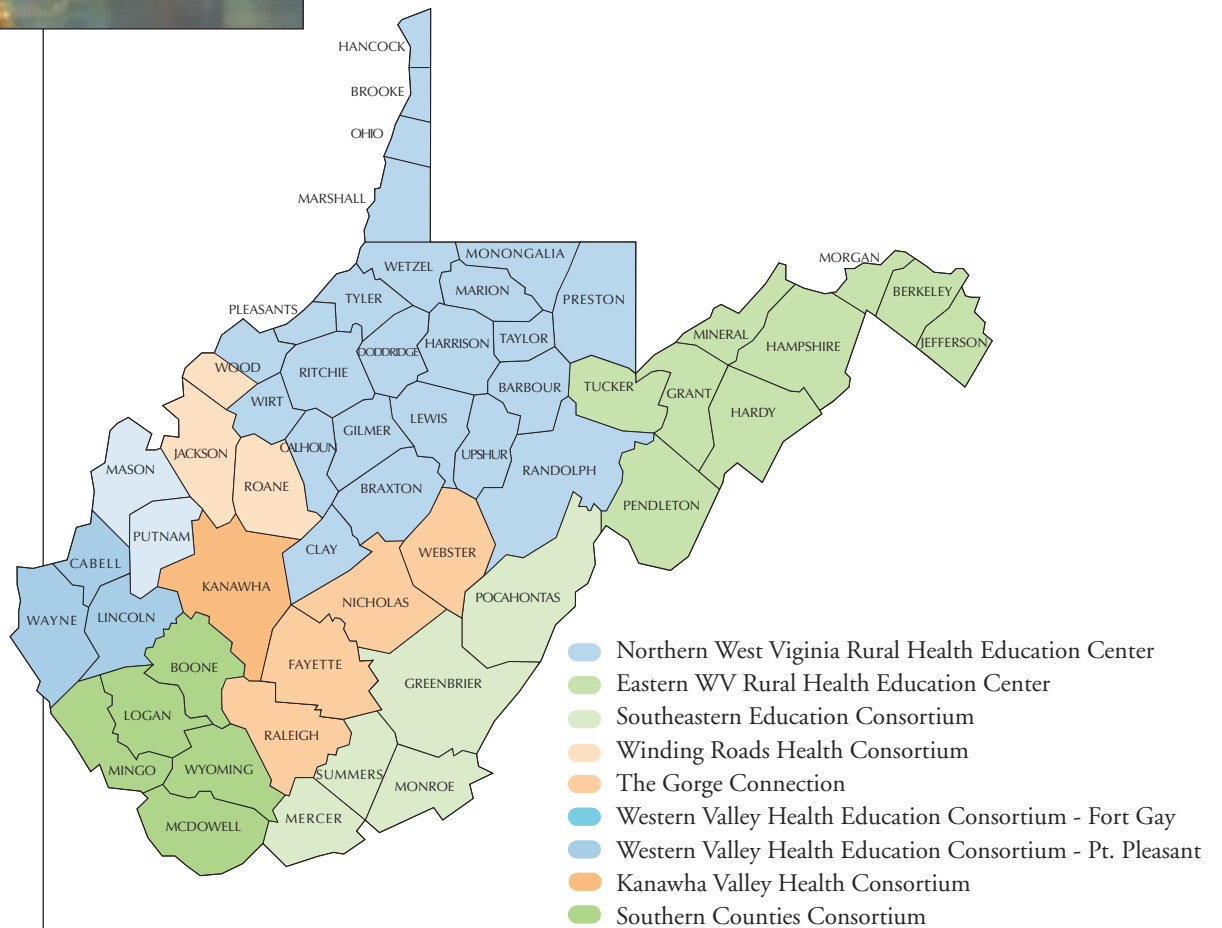 HANCOCK
BROOKE
OHIO
MARSHALL
WETZEL
MONONGALIA
MARION
PRESTON
TYLER
PLEASANTS
DODDRIDGE
HARRISON
TAYLOR
WOOD
RITCHIE
WIRT
BARBOUR
TUCKER
MORGAN
BERKELEY
JEFFERSON
MINERAL
HAMPSHIRE
GRANT
HARDY
CALHOUN
GILMER
LEWIS
UPSHUR
RANDOLPH
PENDLETON
JACKSON
ROANE
BRAXTON
MASON
PUTNAM
CLAY
WEBSTER
CABELL
KANAWHA
NICHOLAS
POCAHONTAS
WAYNE
LINCOLN
BOONE
FAYETTE
GREENBRIER
LOGAN
RALEIGH
MINGO
WYOMING
SUMMERS
MONROE
MCDOWELL
MERCER
Northern West Viginia Rural Health Education Center
Eastern WV Rural Health Education Center
Southeastern Education Consortium
Winding Roads Health Consortium
The Gorge Connection
Western Valley Health Education Consortium - Fort Gay
Western Valley Health Education Consortium - Pt. Pleasant
Kanawha Valley Health Consortium
Southern Counties Consortium